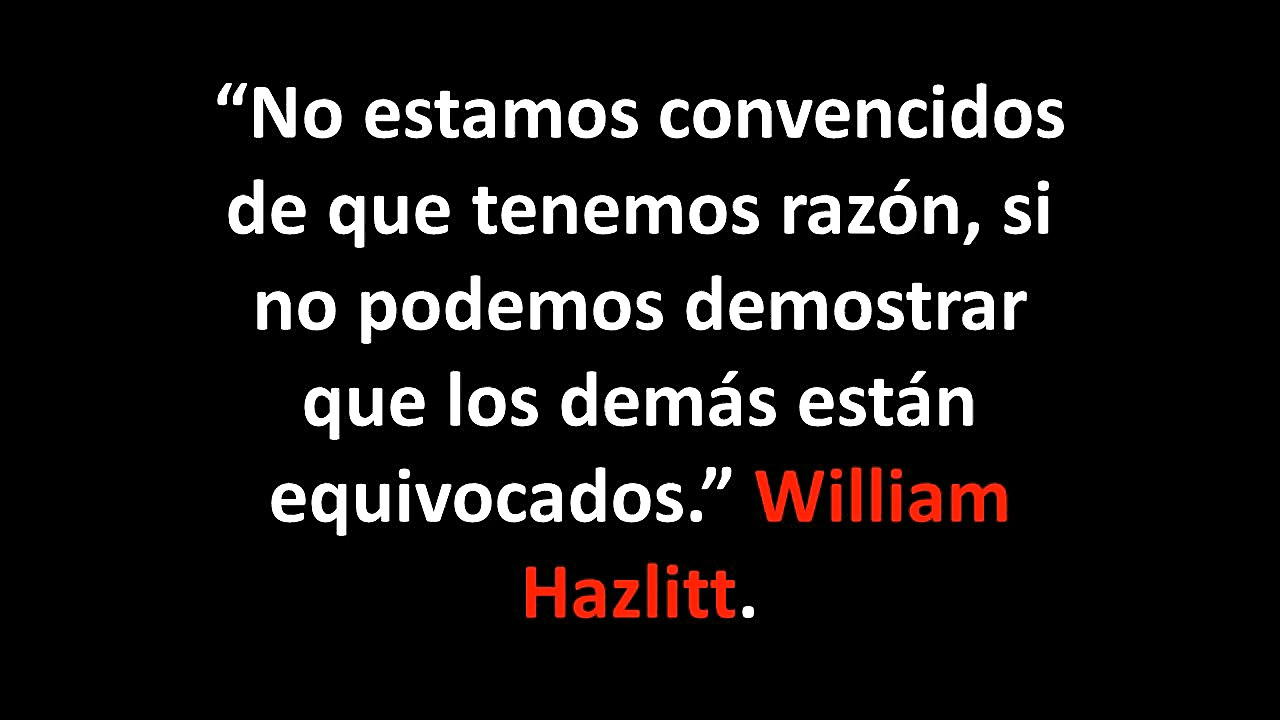 “No estamos convencidos
de que tenemos razón, si
no podemos demostrar
que los demás están
equivocados.” William
Hazlitt.